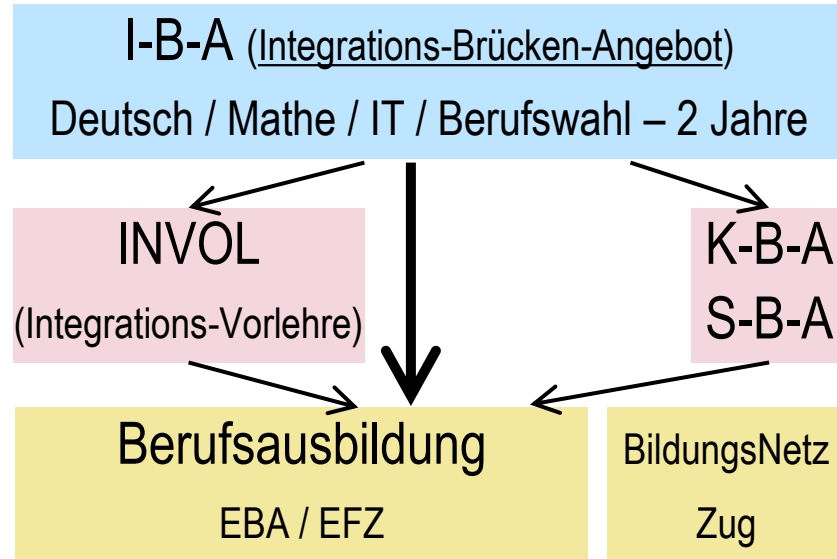 I-B-A (Integrations-Brücken-Angebot)
Deutsch / Mathe / IT / Berufswahl – 2 Jahre
INVOL
(Integrations-Vorlehre)
K-B-A
S-B-A
Berufsausbildung
EBA / EFZ
BildungsNetz
Zug